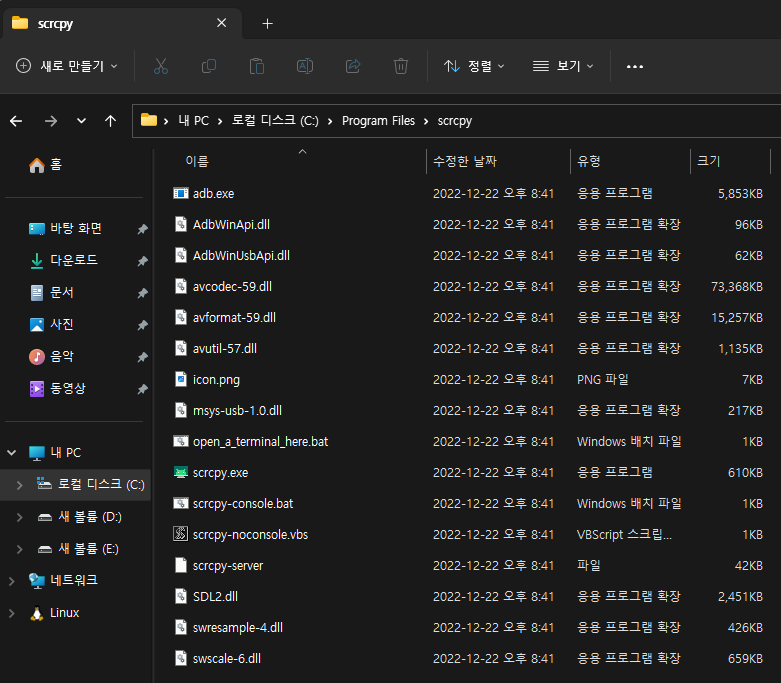 scrcpy
새로 만들기 정렬 보기
내 PC 로컬 디스크 (C:) Program Files scrcpy
홈
바탕 화면
다운로드
문서
사진
음악
동영상
내 PC
로컬 디스크 (C:)
새 볼륨 (D:)
새 볼륨 (E:)
네트워크
Linux
이름 수정한 날짜 유형 크기
adb.exe 2022-12-22 오후 8:41 응용 프로그램 5,853KB
AdbWinApi.dll 2022-12-22 오후 8:41 응용 프로그램 확장 96KB
AdbWinUsbApi.dll 2022-12-22 오후 8:41 응용 프로그램 확장 62KB
avcodec-59.dll 2022-12-22 오후 8:41 응용 프로그램 확장 73,368KB
avformat-59.dll 2022-12-22 오후 8:41 응용 프로그램 확장 15,257KB
avutil-57.dll 2022-12-22 오후 8:41 응용 프로그램 확장 1,135KB
icon.png 2022-12-22 오후 8:41 PNG 파일 7KB
msys-usb-1.0.dll 2022-12-22 오후 8:41 응용 프로그램 확장 217KB
open_a_terminal_here.bat 2022-12-22 오후 8:41 Windows 배치 파일 1KB
scrcpy.exe 2022-12-22 오후 8:41 응용 프로그램 610KB
scrcpy-console.bat 2022-12-22 오후 8:41 Windows 배치 파일 1KB
scrcpy-noconsole.vbs 2022-12-22 오후 8:41 VBScript 스크립... 1KB
scrcpy-server 2022-12-22 오후 8:41 파일 42KB
SDL2.dll 2022-12-22 오후 8:41 응용 프로그램 확장 2,451KB
swresample-4.dll 2022-12-22 오후 8:41 응용 프로그램 확장 426KB
swscale-6.dll 2022-12-22 오후 8:41 응용 프로그램 확장 659KB